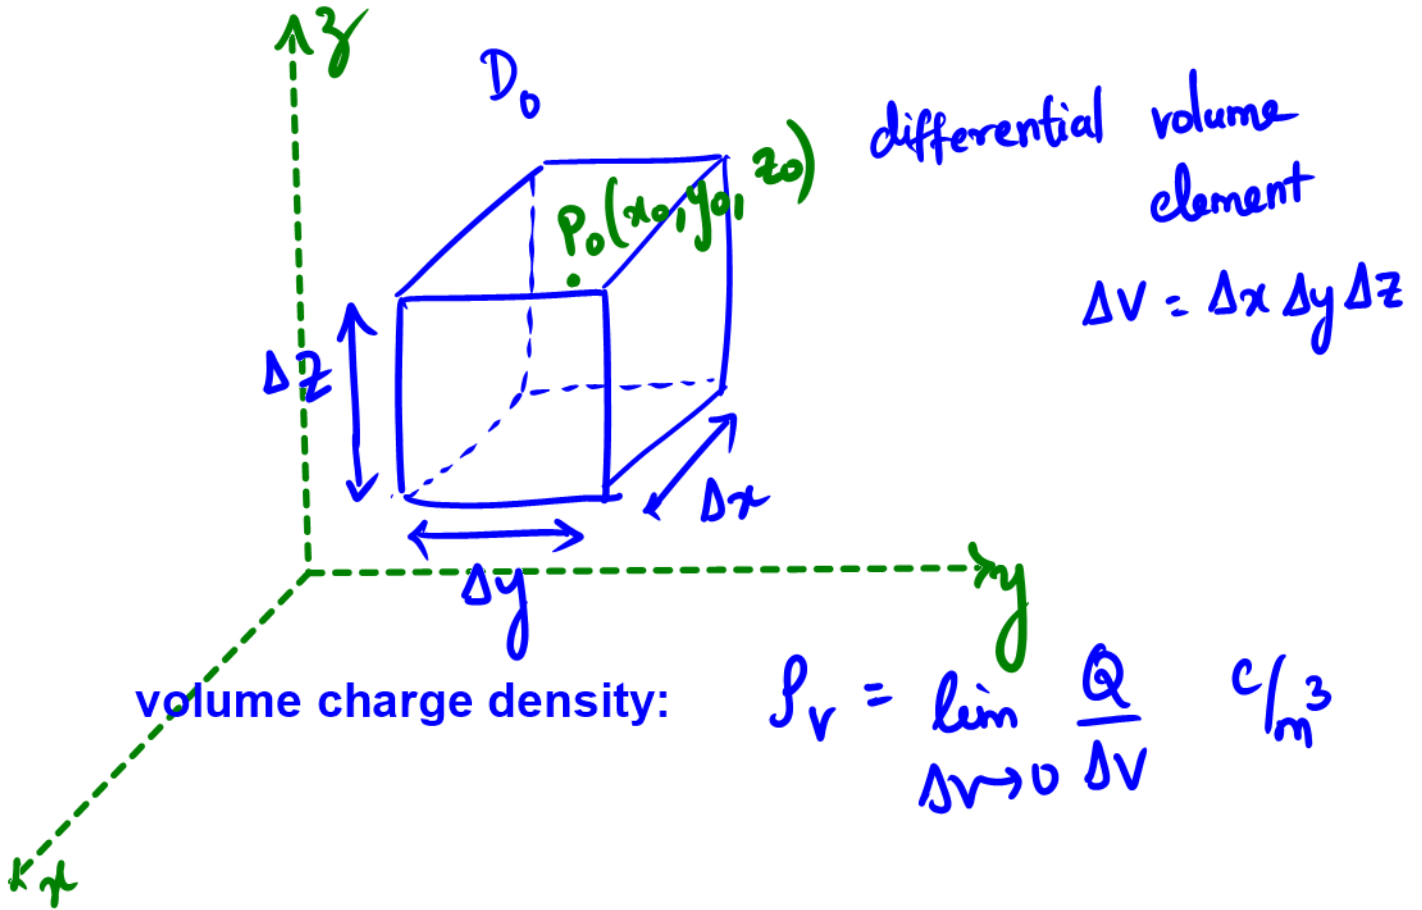 z
D₀
differential volume
element
P₀(x₀, y₀, z₀)
ΔV = Δx Δy Δz
Δz
Δx
Δy
y
volume charge density: ρᵥ = lim Q/ΔV C/m³
ΔV→0
x